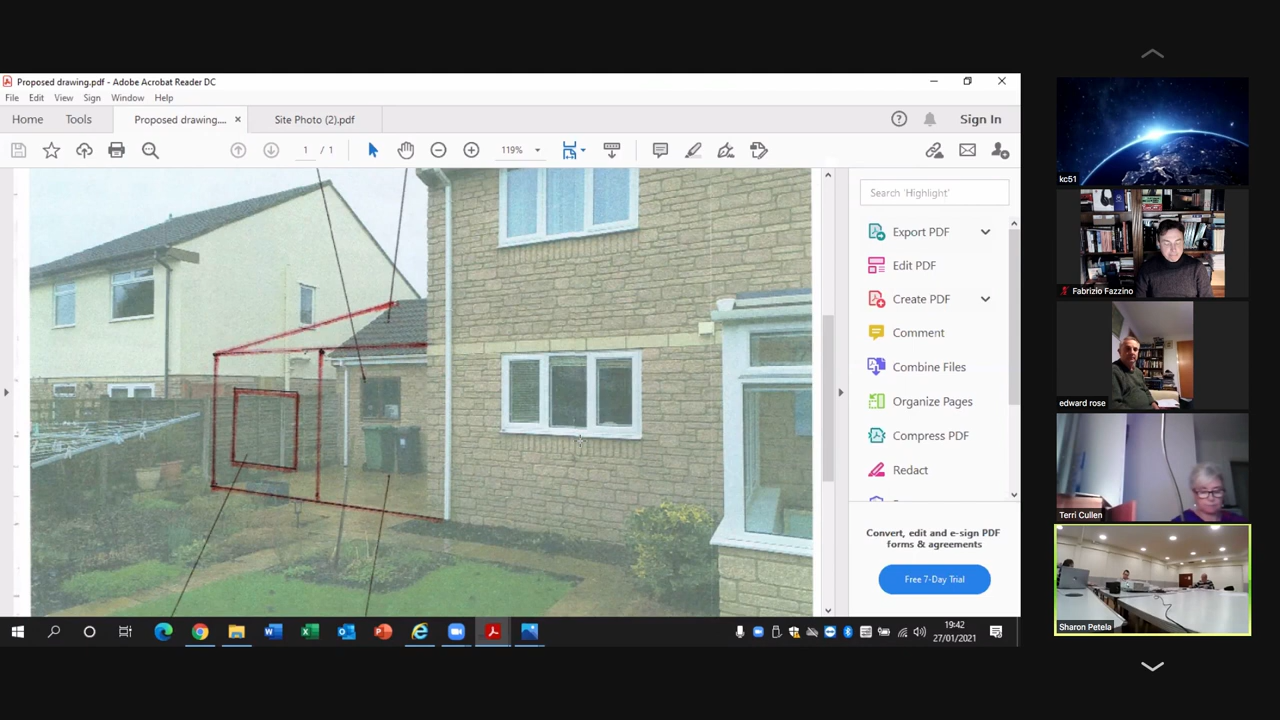 Proposed drawing.pdf - Adobe Acrobat Reader DC
File Edit View Sign Window Help
Home Tools Proposed drawing.... × Site Photo (2).pdf Sign In
1 / 1 119%
Search 'Highlight'
Export PDF
Edit PDF
Create PDF
Comment
Combine Files
Organize Pages
Compress PDF
Redact
Convert, edit and e-sign PDF
forms & agreements
Free 7-Day Trial
19:42
27/01/2021
kc51
Fabrizio Fazzino
edward rose
Terri Cullen
Sharon Petela